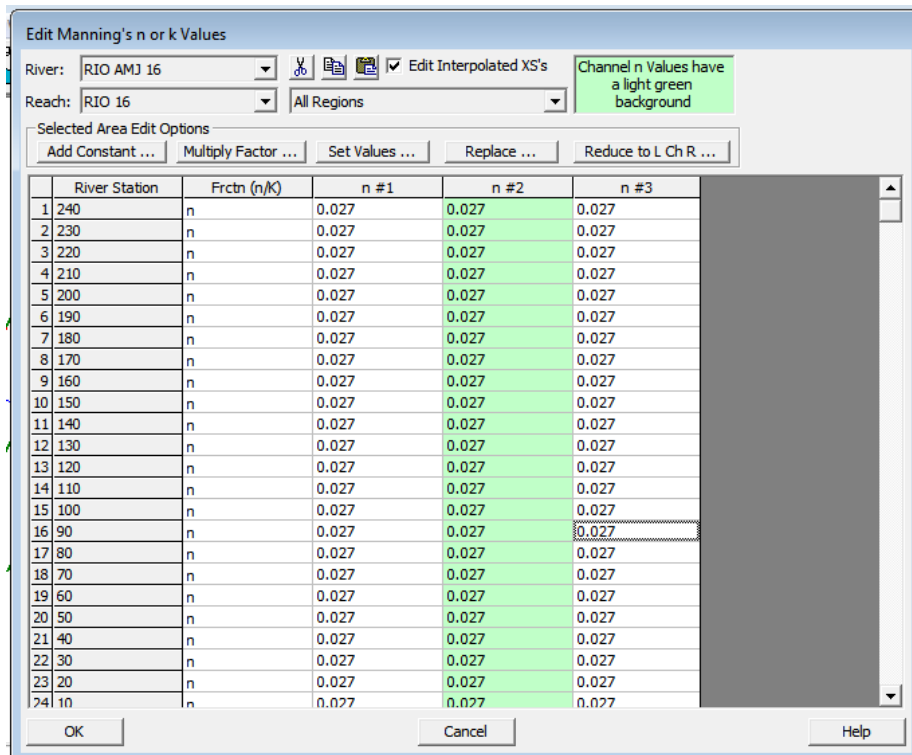 Edit Manning's n or k Values
River: RIO AMJ 16 Edit Interpolated XS's
Channel n Values have
a light green
background
Reach: RIO 16 All Regions
Selected Area Edit Options
Add Constant ... Multiply Factor ... Set Values ... Replace ... Reduce to L Ch R ...
River Station Frctn (n/K) n #1 n #2 n #3
1 240 n 0.027 0.027 0.027
2 230 n 0.027 0.027 0.027
3 220 n 0.027 0.027 0.027
4 210 n 0.027 0.027 0.027
5 200 n 0.027 0.027 0.027
6 190 n 0.027 0.027 0.027
7 180 n 0.027 0.027 0.027
8 170 n 0.027 0.027 0.027
9 160 n 0.027 0.027 0.027
10 150 n 0.027 0.027 0.027
11 140 n 0.027 0.027 0.027
12 130 n 0.027 0.027 0.027
13 120 n 0.027 0.027 0.027
14 110 n 0.027 0.027 0.027
15 100 n 0.027 0.027 0.027
16 90 n 0.027 0.027 0.027
17 80 n 0.027 0.027 0.027
18 70 n 0.027 0.027 0.027
19 60 n 0.027 0.027 0.027
20 50 n 0.027 0.027 0.027
21 40 n 0.027 0.027 0.027
22 30 n 0.027 0.027 0.027
23 20 n 0.027 0.027 0.027
24 10 n 0.027 0.027 0.027
OK Cancel Help